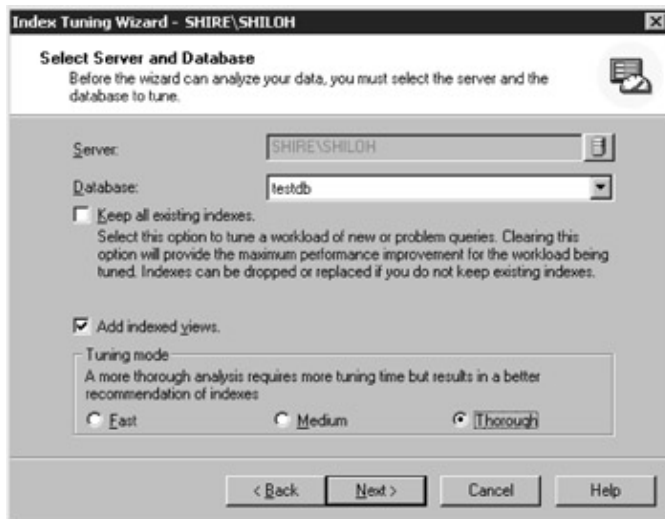 Index Tuning Wizard - SHIRE\SHILOH
Select Server and Database
Before the wizard can analyze your data, you must select the server and the
database to tune.
Server:
SHIRE\SHILOH
Database:
testdb
Keep all existing indexes.
Select this option to tune a workload of new or problem queries. Clearing this
option will provide the maximum performance improvement for the workload being
tuned. Indexes can be dropped or replaced if you do not keep existing indexes.
Add indexed views.
Tuning mode
A more thorough analysis requires more tuning time but results in a better
recommendation of indexes
Fast Medium Thorough
< Back Next > Cancel Help